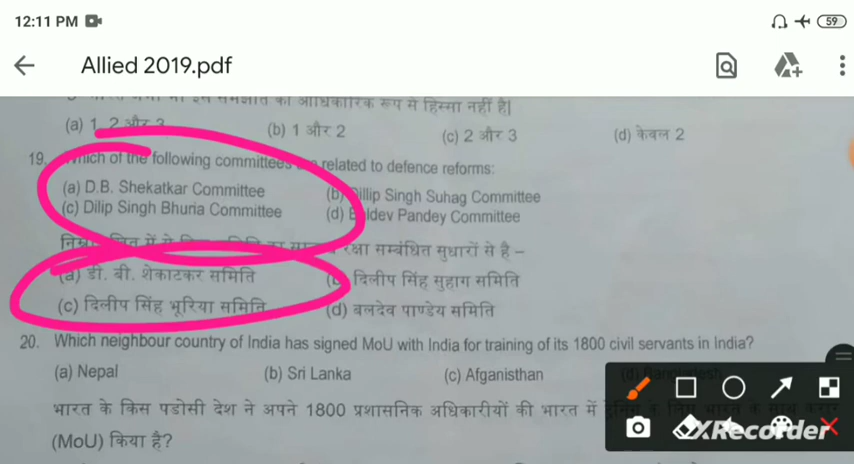 12:11 PM
59
Allied 2019.pdf
(a) 1, 2 और 3 (b) 1 और 2 (c) 2 और 3 (d) केवल 2
19. Which of the following committees related to defence reforms:
(a) D.B. Shekatkar Committee (b) Dillip Singh Suhag Committee
(c) Dilip Singh Bhuria Committee (d) Baldev Pandey Committee
रक्षा सम्बंधित सुधारों से है –
(a) डी. बी. शेकाटकर समिति दिलीप सिंह सुहाग समिति
(c) दिलीप सिंह भूरिया समिति (d) बलदेव पाण्डेय समिति
20. Which neighbour country of India has signed MoU with India for training of its 1800 civil servants in India?
(a) Nepal (b) Sri Lanka (c) Afganisthan (d) Bangladesh
भारत के किस पडोसी देश ने अपने 1800 प्रशासनिक अधिकारीयों की भारत में
(MoU) किया है?
XRecorder